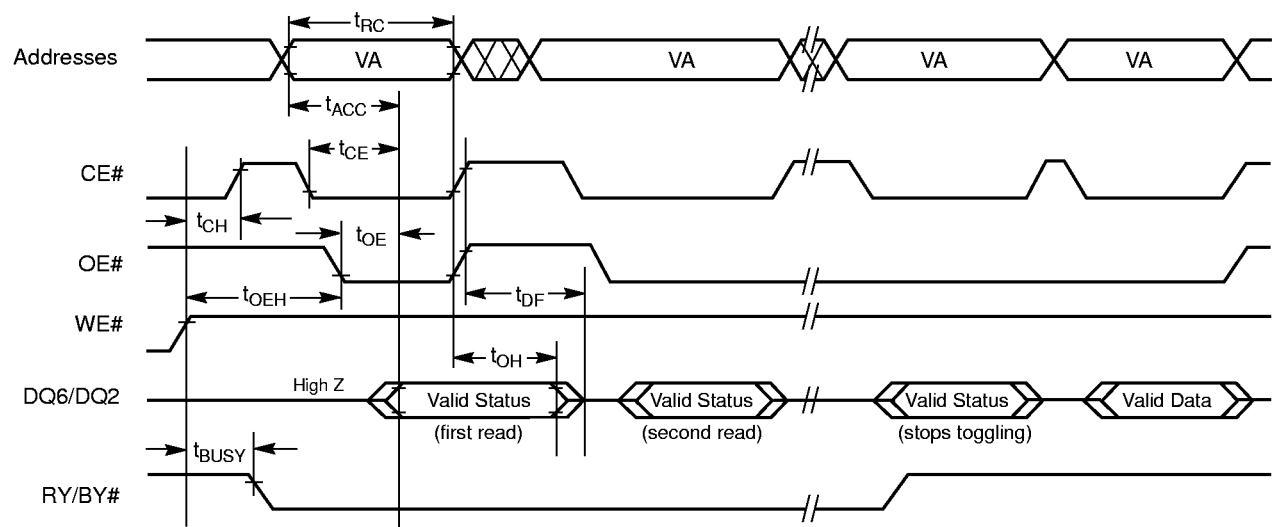 tRC
Addresses VA VA VA VA
tACC
tCE
CE#
tCH
tOE
OE#
tOEH
tDF
WE#
tOH
High Z
DQ6/DQ2 Valid Status Valid Status Valid Status Valid Data
(first read) (second read) (stops toggling)
tBUSY
RY/BY#